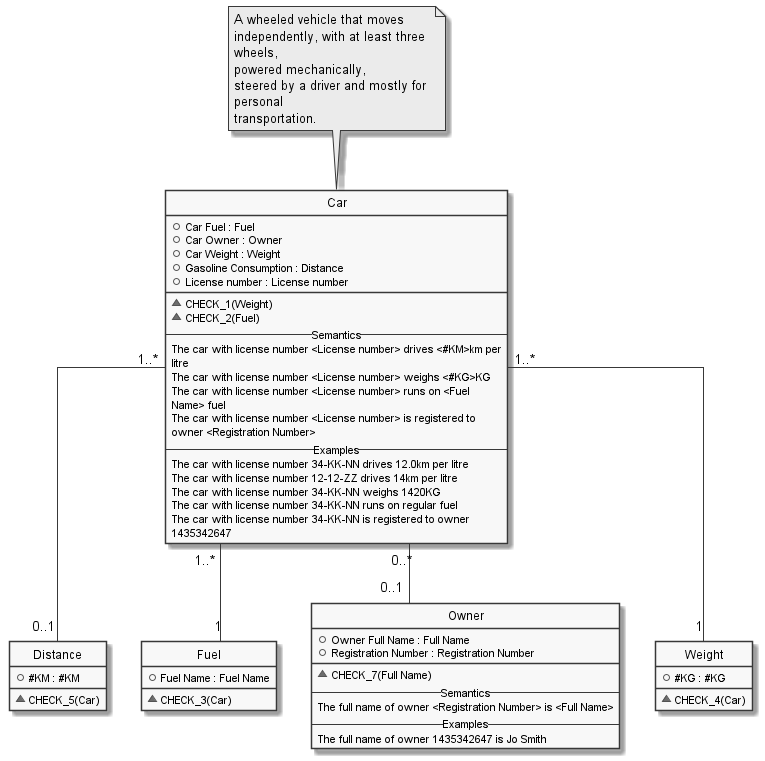 A wheeled vehicle that moves
independently, with at least three
wheels,
powered mechanically,
steered by a driver and mostly for
personal
transportation.
Car
Car Fuel : Fuel
Car Owner : Owner
Car Weight : Weight
Gasoline Consumption : Distance
License number : License number
CHECK_1(Weight)
CHECK_2(Fuel)
Semantics
The car with license number <License number> drives <#KM>km per
litre
The car with license number <License number> weighs <#KG>KG
The car with license number <License number> runs on <Fuel
Name> fuel
The car with license number <License number> is registered to
owner <Registration Number>
Examples
The car with license number 34-KK-NN drives 12.0km per litre
The car with license number 12-12-ZZ drives 14km per litre
The car with license number 34-KK-NN weighs 1420KG
The car with license number 34-KK-NN runs on regular fuel
The car with license number 34-KK-NN is registered to owner
1435342647
1..*
1..*
1..*
0..*
0..1
1
0..1
1
Distance
#KM : #KM
CHECK_5(Car)
Fuel
Fuel Name : Fuel Name
CHECK_3(Car)
Owner
Owner Full Name : Full Name
Registration Number : Registration Number
CHECK_7(Full Name)
Semantics
The full name of owner <Registration Number> is <Full Name>
Examples
The full name of owner 1435342647 is Jo Smith
Weight
#KG : #KG
CHECK_4(Car)